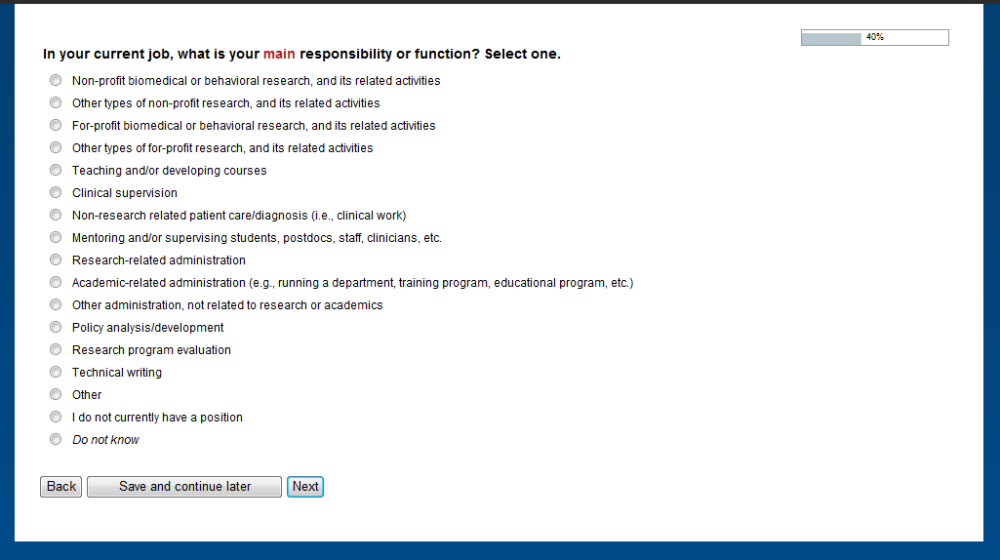 40%
In your current job, what is your main responsibility or function? Select one.
Non-profit biomedical or behavioral research, and its related activities
Other types of non-profit research, and its related activities
For-profit biomedical or behavioral research, and its related activities
Other types of for-profit research, and its related activities
Teaching and/or developing courses
Clinical supervision
Non-research related patient care/diagnosis (i.e., clinical work)
Mentoring and/or supervising students, postdocs, staff, clinicians, etc.
Research-related administration
Academic-related administration (e.g., running a department, training program, educational program, etc.)
Other administration, not related to research or academics
Policy analysis/development
Research program evaluation
Technical writing
Other
I do not currently have a position
Do not know
Back Save and continue later Next